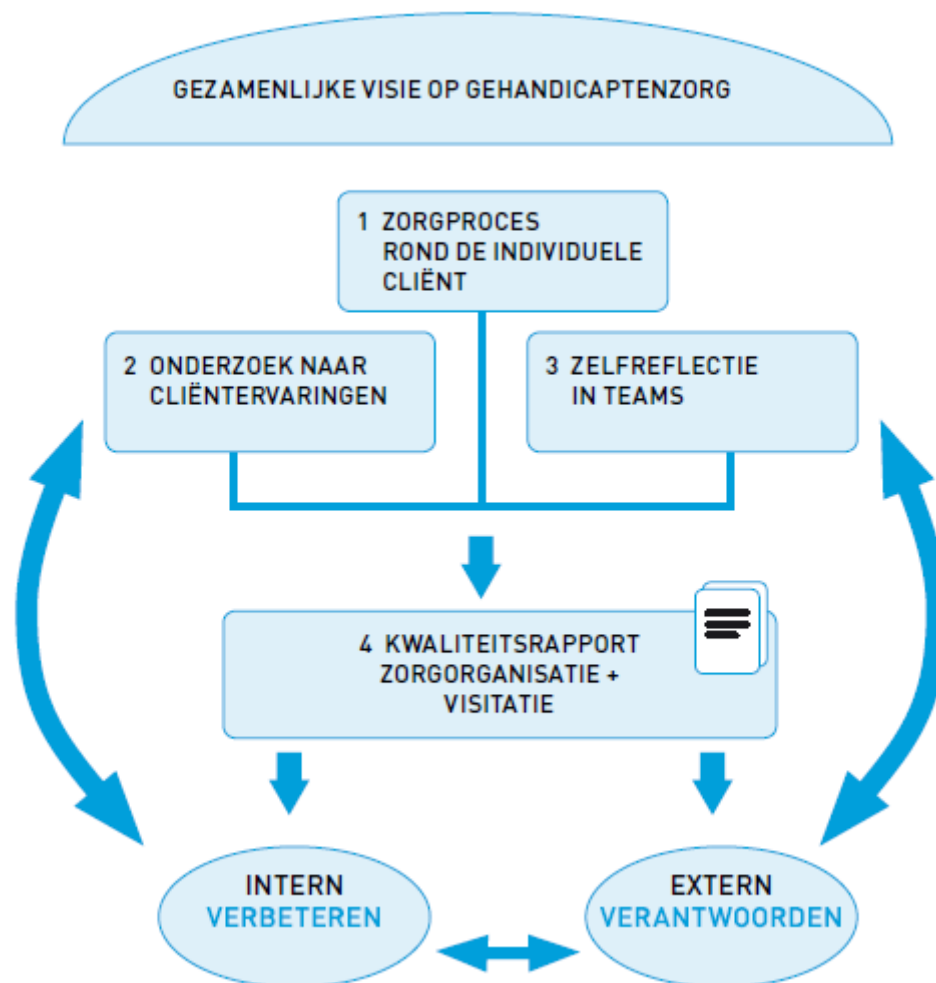 GEZAMENLIJKE VISIE OP GEHANDICAPTENZORG
1 ZORGPROCES
ROND DE INDIVIDUELE
CLIËNT
2 ONDERZOEK NAAR
CLIËNTERVARINGEN
3 ZELFREFLECTIE
IN TEAMS
4 KWALITEITSRAPPORT
ZORGORGANISATIE +
VISITATIE
INTERN
VERBETEREN
EXTERN
VERANTWOORDEN